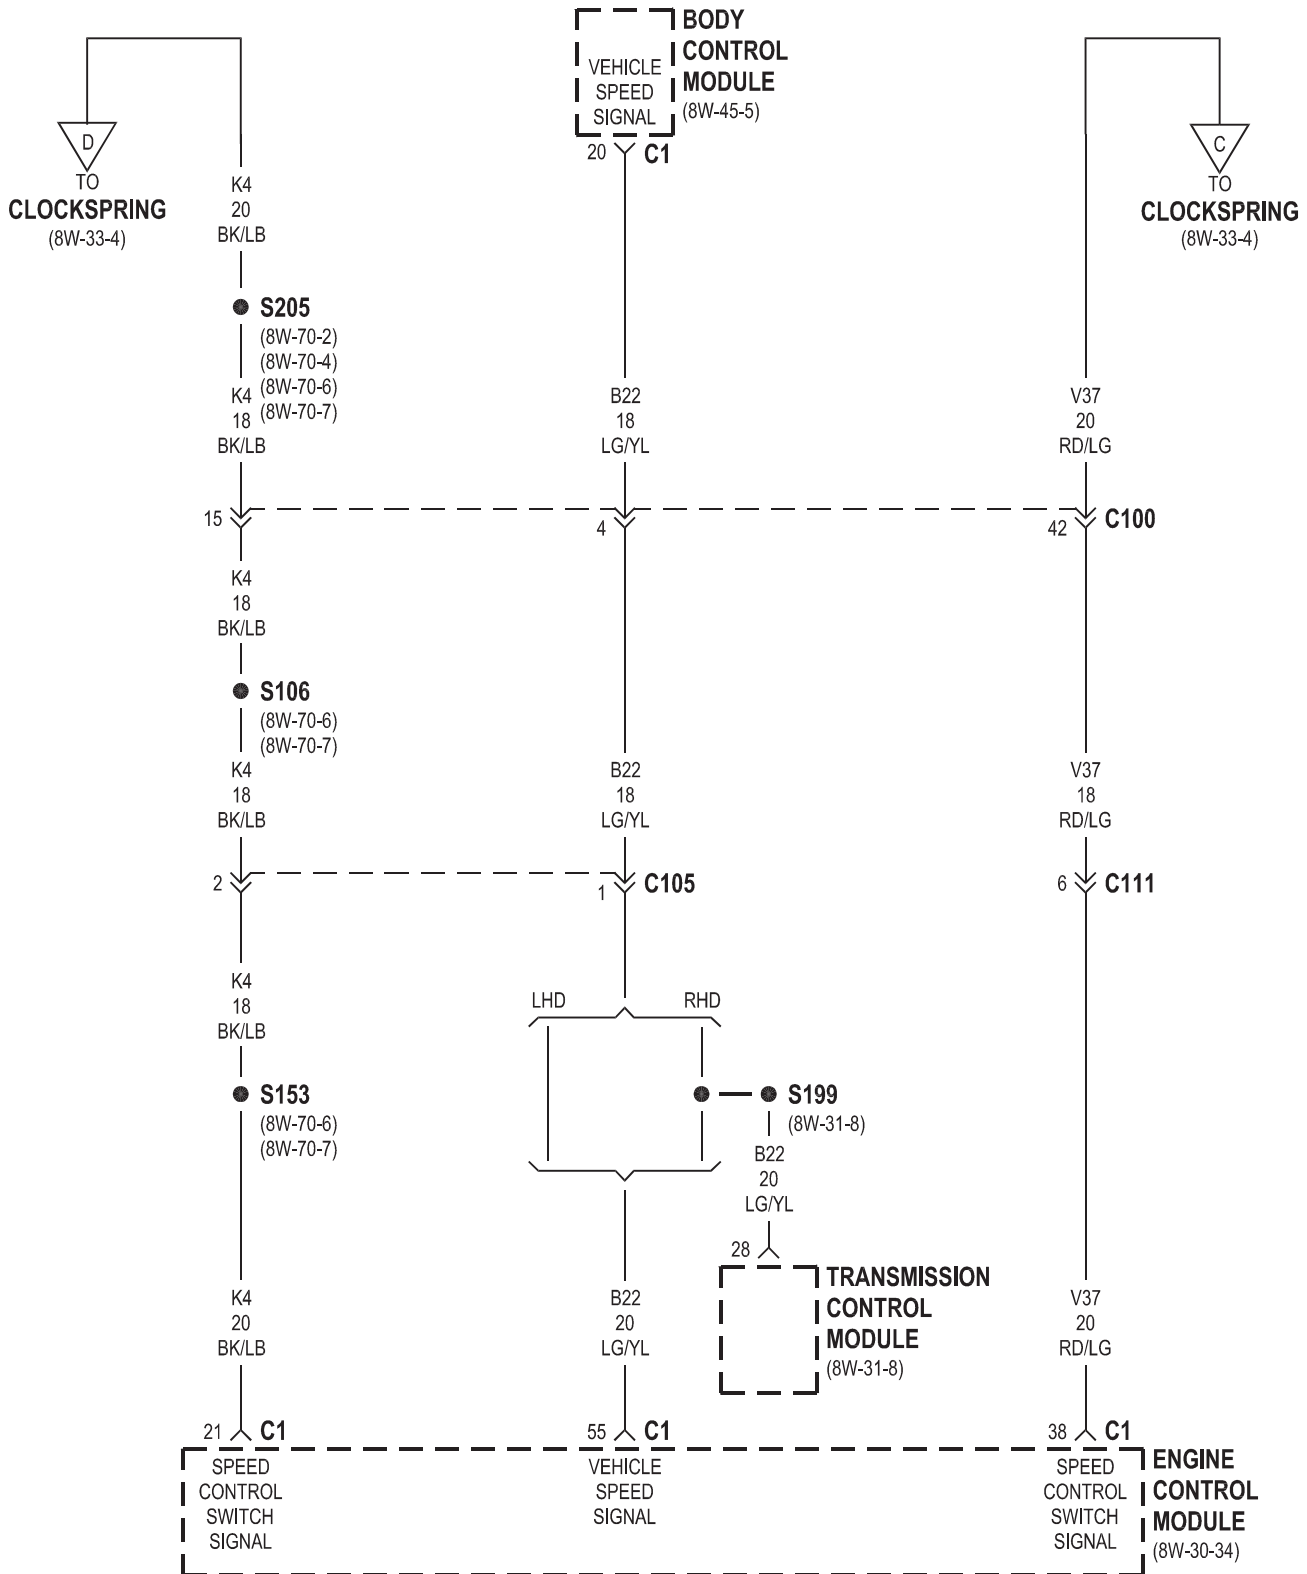 BODY
CONTROL
MODULE
(8W-45-5)
VEHICLE
SPEED
SIGNAL
20 C1
D
TO
CLOCKSPRING
(8W-33-4)
C
TO
CLOCKSPRING
(8W-33-4)
K4
20
BK/LB
S205
(8W-70-2)
(8W-70-4)
(8W-70-6)
(8W-70-7)
K4
18
BK/LB
B22
18
LG/YL
V37
20
RD/LG
15
4
42 C100
K4
18
BK/LB
S106
(8W-70-6)
(8W-70-7)
K4
18
BK/LB
B22
18
LG/YL
V37
18
RD/LG
2
1 C105
6 C111
K4
18
BK/LB
LHD
RHD
S153
(8W-70-6)
(8W-70-7)
S199
(8W-31-8)
B22
20
LG/YL
28
TRANSMISSION
CONTROL
MODULE
(8W-31-8)
K4
20
BK/LB
B22
20
LG/YL
V37
20
RD/LG
21 C1
55 C1
38 C1
SPEED
CONTROL
SWITCH
SIGNAL
VEHICLE
SPEED
SIGNAL
SPEED
CONTROL
SWITCH
SIGNAL
ENGINE
CONTROL
MODULE
(8W-30-34)